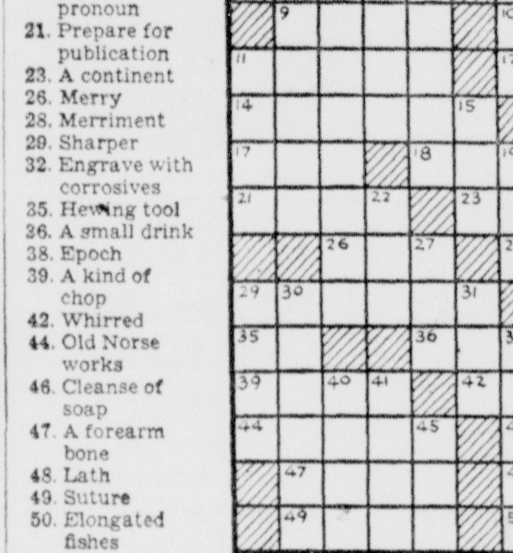 pronoun
21. Prepare for
publication
23. A continent
26. Merry
28. Merriment
29. Sharper
32. Engrave with
corrosives
35. Hewing tool
36. A small drink
38. Epoch
39. A kind of
chop
42. Whirred
44. Old Norse
works
46. Cleanse of
soap
47. A forearm
bone
48. Lath
49. Suture
50. Elongated
fishes
9
11
14 15
17 18
21 22 23
26 27
29 30 31
35 36
39 40 41 42
44 45
47
49